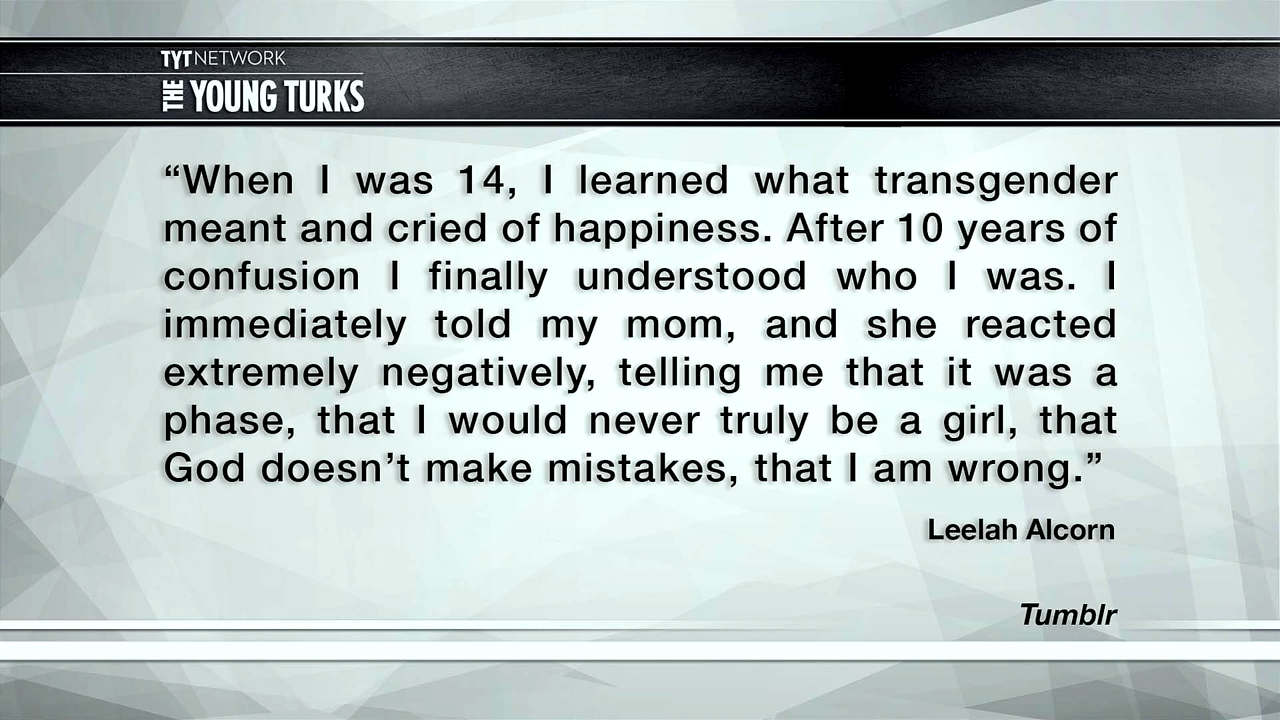 TYT NETWORK
THE YOUNG TURKS
“When I was 14, I learned what transgender
meant and cried of happiness. After 10 years of
confusion I finally understood who I was. I
immediately told my mom, and she reacted
extremely negatively, telling me that it was a
phase, that I would never truly be a girl, that
God doesn’t make mistakes, that I am wrong.”
Leelah Alcorn
Tumblr